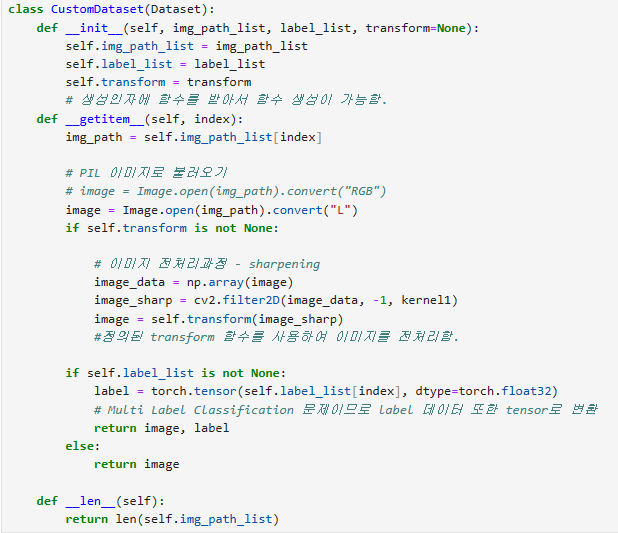 class CustomDataset(Dataset):
    def __init__(self, img_path_list, label_list, transform=None):
        self.img_path_list = img_path_list
        self.label_list = label_list
        self.transform = transform
        # 생성인자에 함수를 받아서 함수 생성이 가능함.
    def __getitem__(self, index):
        img_path = self.img_path_list[index]

        # PIL 이미지로 불러오기
        # image = Image.open(img_path).convert("RGB")
        image = Image.open(img_path).convert("L")
        if self.transform is not None:

            # 이미지 전처리과정 - sharpening
            image_data = np.array(image)
            image_sharp = cv2.filter2D(image_data, -1, kernel1)
            image = self.transform(image_sharp)
            #정의된 transform 함수를 사용하여 이미지를 전처리함.

        if self.label_list is not None:
            label = torch.tensor(self.label_list[index], dtype=torch.float32)
            # Multi Label Classification 문제이므로 label 데이터 또한 tensor로 변환
            return image, label
        else:
            return image

    def __len__(self):
        return len(self.img_path_list)